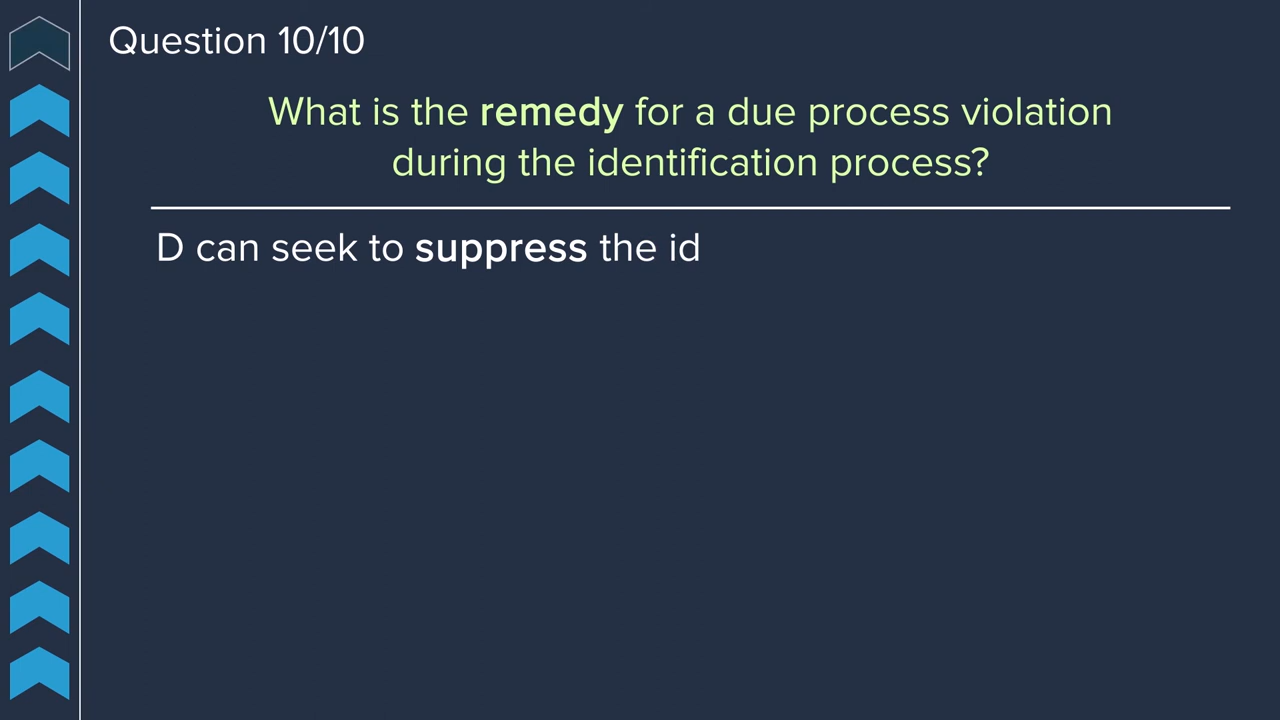 Question 10/10
What is the remedy for a due process violation
during the identification process?
D can seek to suppress the id